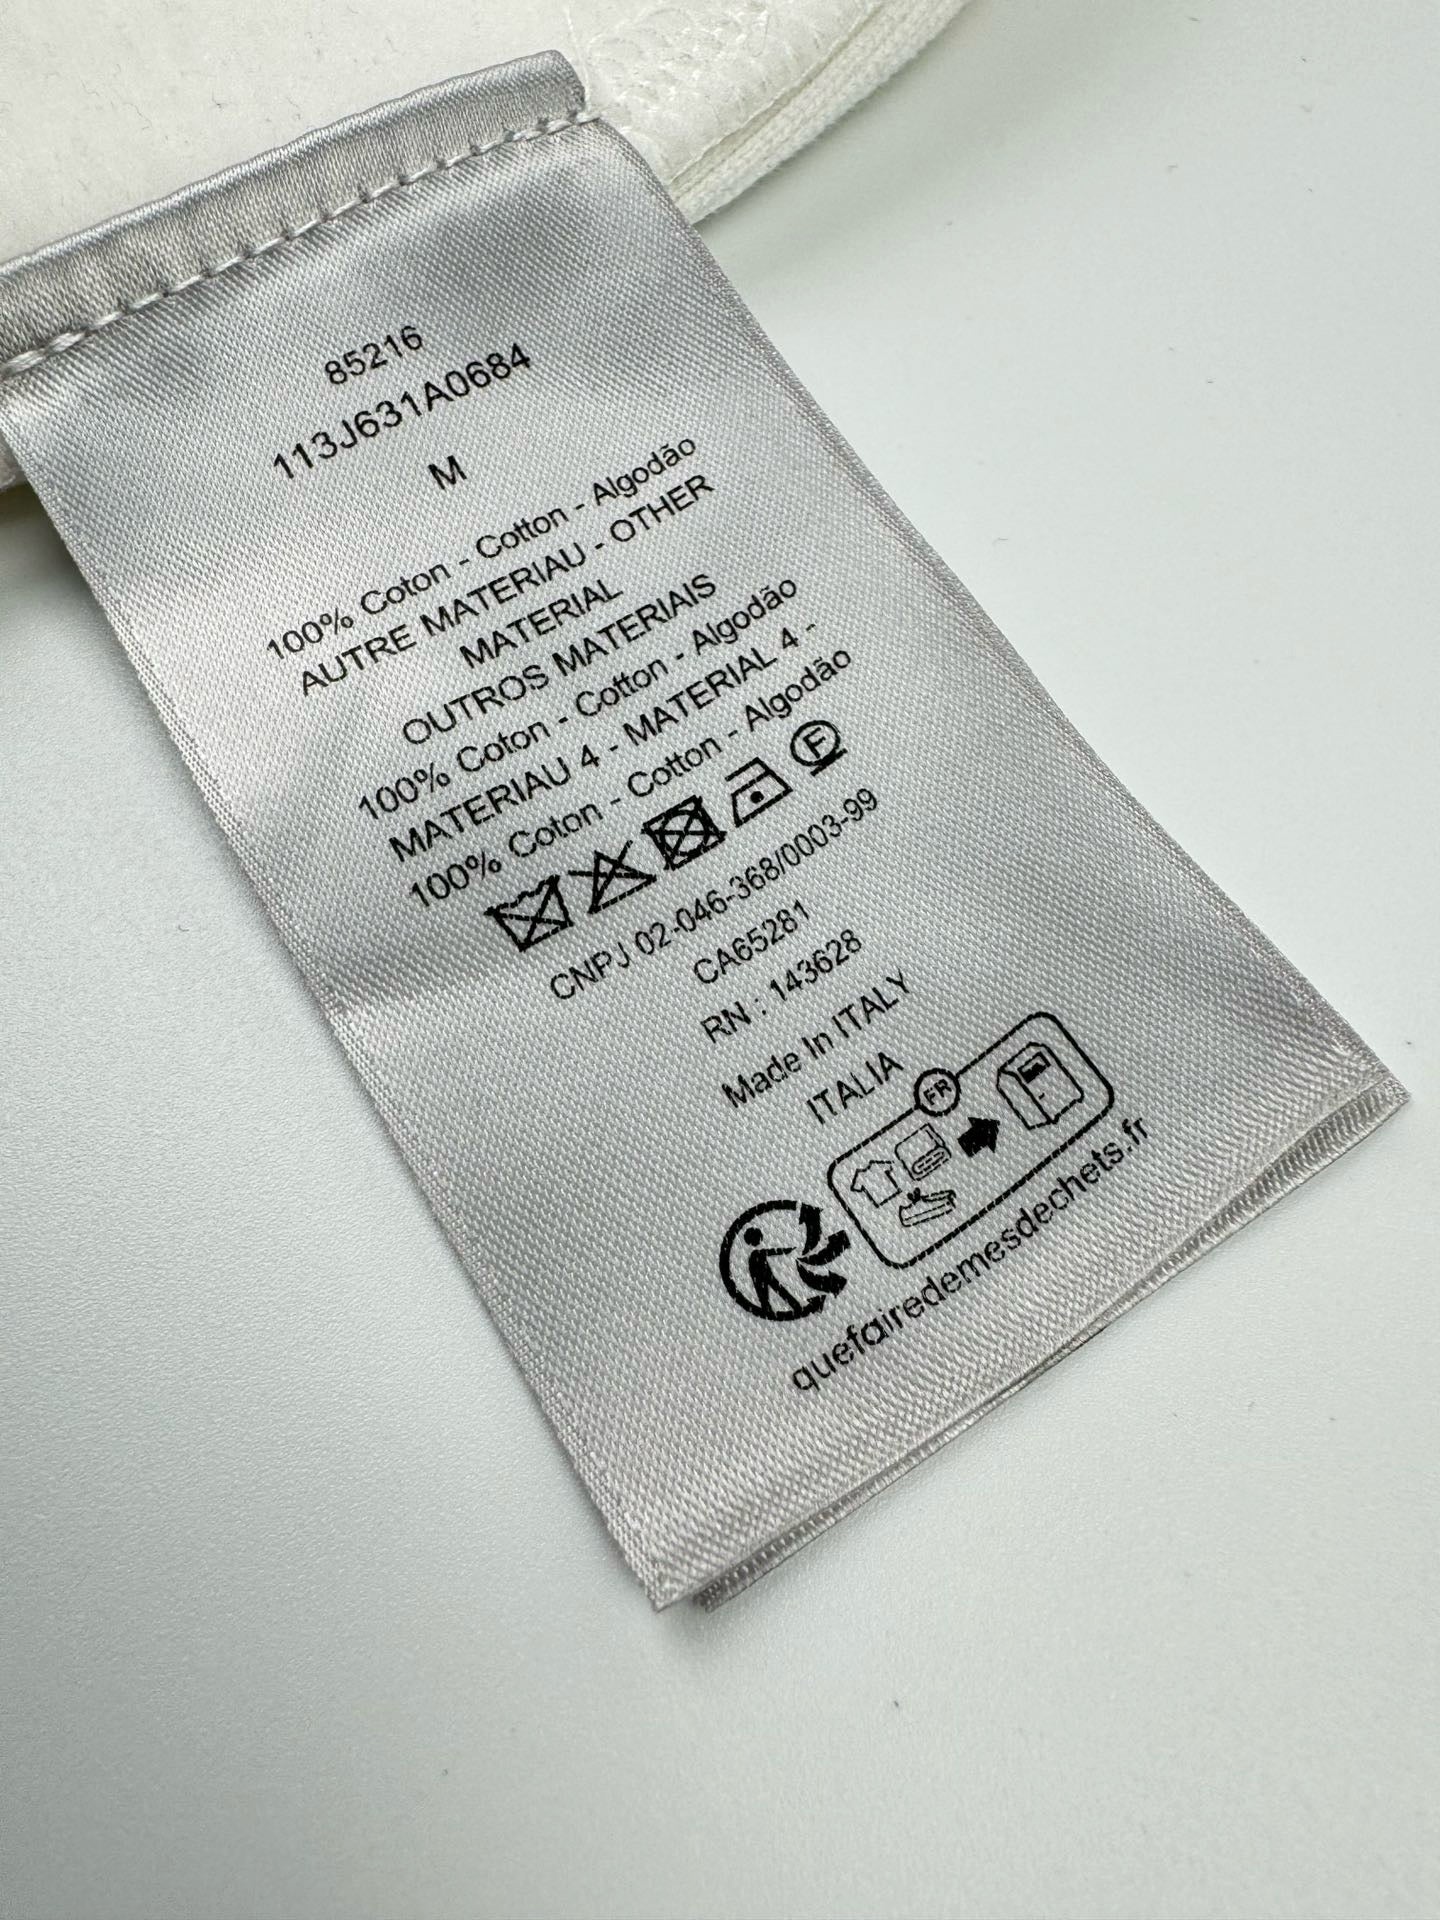 85216
113J631A0684
M
100% Coton - Cotton - Algodão
AUTRE MATERIAU - OTHER
MATERIAL
OUTROS MATERIAIS
100% Coton - Cotton - Algodão
MATERIAU 4 - MATERIAL 4 -
100% Coton - Cotton - Algodão
F
CNPJ 02-046-368/0003-99
CA65281
RN : 143628
Made In ITALY
ITALIA
FR
quefairedemesdechets.fr